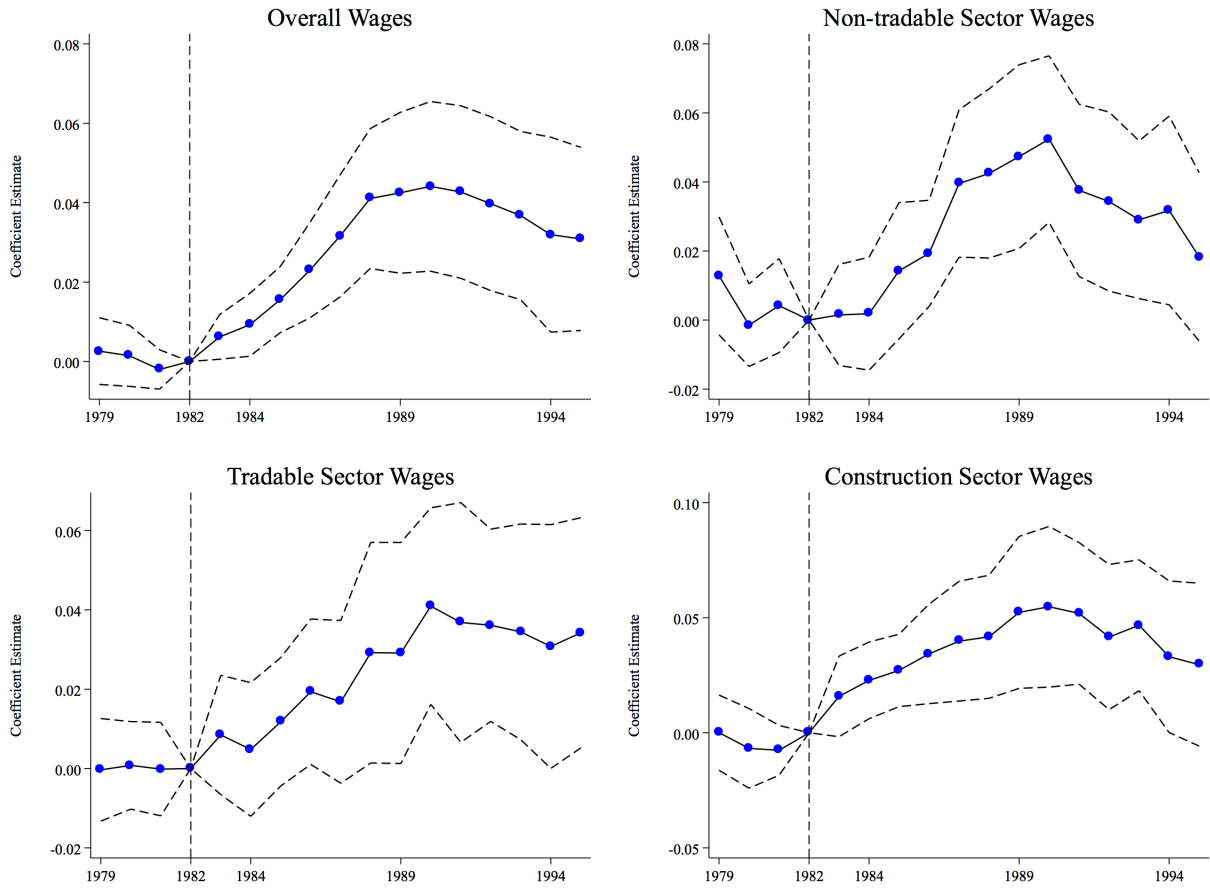 Overall Wages
0.08
0.06
0.04
0.02
0.00
Coefficient Estimate
1979 1982 1984 1989 1994
Non-tradable Sector Wages
0.08
0.06
0.04
0.02
0.00
-0.02
Coefficient Estimate
1979 1982 1984 1989 1994
Tradable Sector Wages
0.06
0.04
0.02
0.00
-0.02
Coefficient Estimate
1979 1982 1984 1989 1994
Construction Sector Wages
0.10
0.05
0.00
-0.05
Coefficient Estimate
1979 1982 1984 1989 1994